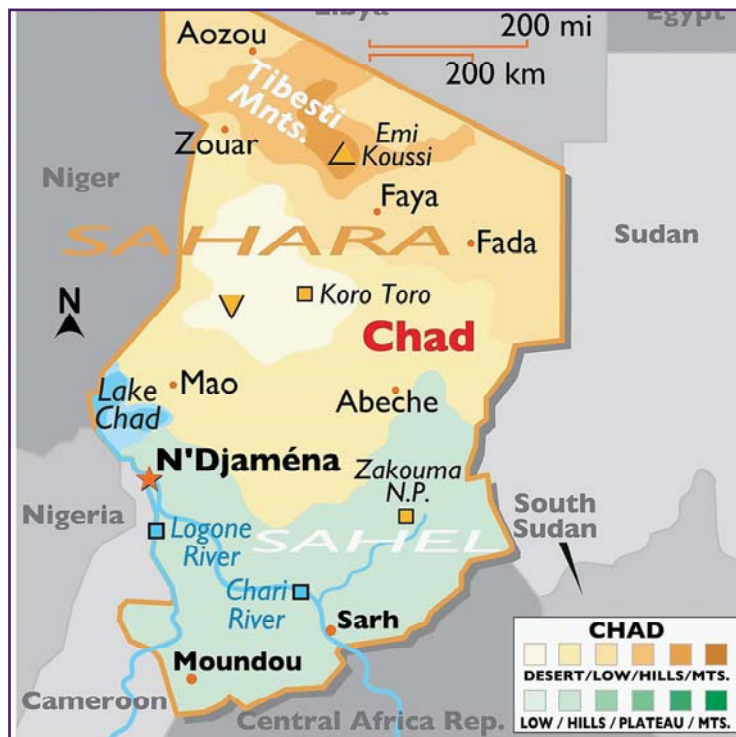 Libya
Egypt
Aozou
200 mi
200 km
Tibesti
Mnts.
Emi
Koussi
Zouar
Niger
Faya
SAHARA
Fada
Sudan
N
Koro Toro
Chad
Lake
Chad
Mao
Abeche
N'Djaména
Zakouma
N.P.
Nigeria
Logone
River
SAHEL
South
Sudan
Chari
River
Sarh
Moundou
Cameroon
Central Africa Rep.
CHAD
DESERT/LOW/HILLS/MTS.
LOW / HILLS / PLATEAU / MTS.